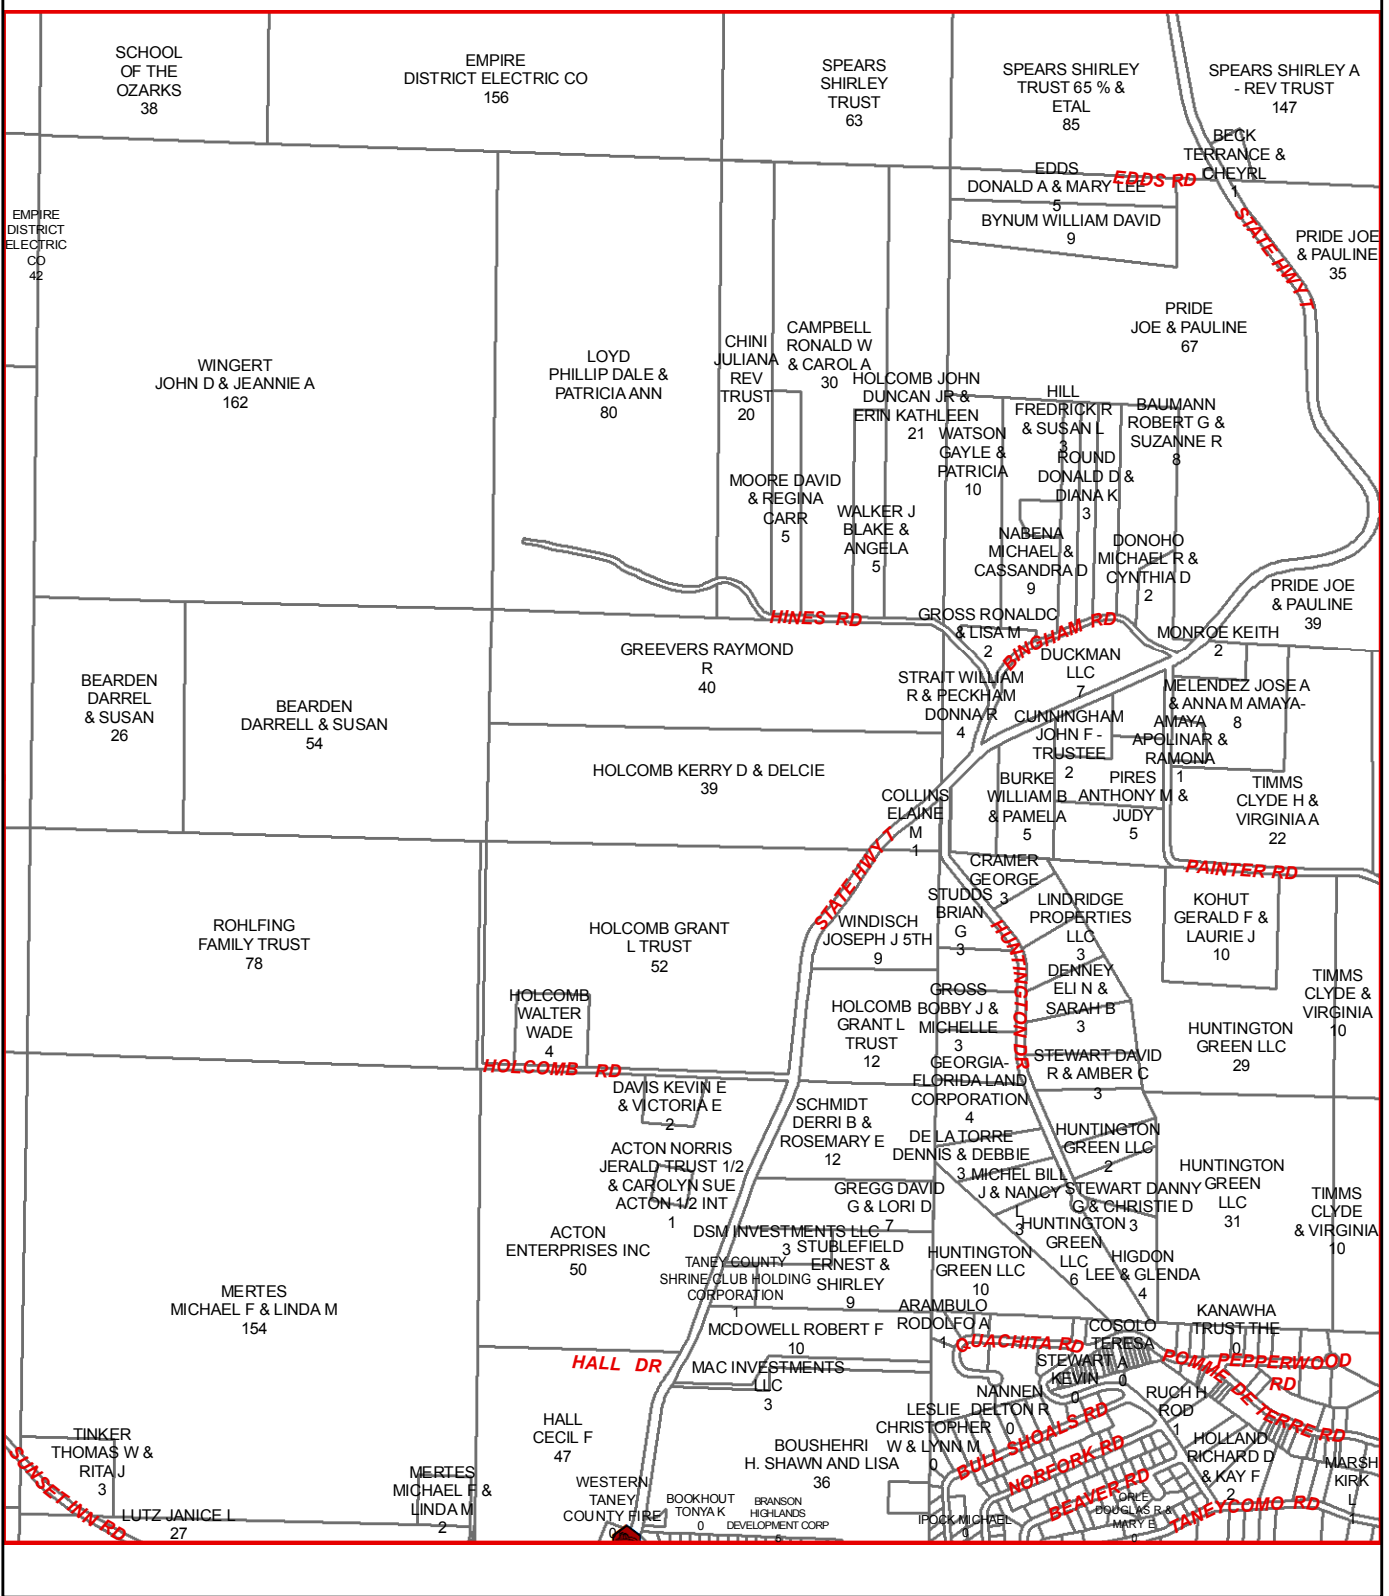 SCHOOL
OF THE
OZARKS
38
EMPIRE
DISTRICT ELECTRIC CO
156
SPEARS
SHIRLEY
TRUST
63
SPEARS SHIRLEY
TRUST 65 % &
ETAL
85
SPEARS SHIRLEY A
- REV TRUST
147
BECK
TERRANCE &
CHEYRL
1
EDDS
DONALD A & MARY LEE
5
EDDS RD
BYNUM WILLIAM DAVID
9
STATE HWY T
PRIDE JOE
& PAULINE
35
EMPIRE
DISTRICT
ELECTRIC
CO
42
PRIDE
JOE & PAULINE
67
WINGERT
JOHN D & JEANNIE A
162
LOYD
PHILLIP DALE &
PATRICIA ANN
80
CHINI
JULIANA
REV
TRUST
20
CAMPBELL
RONALD W
& CAROL A
30
HOLCOMB JOHN
DUNCAN JR &
ERIN KATHLEEN
21
WATSON
GAYLE &
PATRICIA
10
HILL
FREDRICK R
& SUSAN L
3
BAUMANN
ROBERT G &
SUZANNE R
8
ROUND
DONALD D &
DIANA K
3
MOORE DAVID
& REGINA
CARR
5
WALKER J
BLAKE &
ANGELA
5
NABENA
MICHAEL &
CASSANDRA D
9
DONOHO
MICHAEL R &
CYNTHIA D
2
PRIDE JOE
& PAULINE
39
HINES RD
GROSS RONALDC
& LISA M
2
BINGHAM RD
MONROE KEITH
2
DUCKMAN
LLC
7
GREEVERS RAYMOND
R
40
BEARDEN
DARREL
& SUSAN
26
BEARDEN
DARRELL & SUSAN
54
STRAIT WILLIAM
R & PECKHAM
DONNA R
4
MELENDEZ JOSE A
& ANNA M AMAYA-
8
CUNNINGHAM
JOHN F -
TRUSTEE
2
AMAYA
APOLINAR &
RAMONA
1
HOLCOMB KERRY D & DELCIE
39
BURKE
WILLIAM B
& PAMELA
5
PIRES
ANTHONY M &
JUDY
5
TIMMS
CLYDE H &
VIRGINIA A
22
COLLINS
ELAINE
M
1
STATE HWY T
CRAMER
GEORGE
3
PAINTER RD
ROHLFING
FAMILY TRUST
78
HOLCOMB GRANT
L TRUST
52
WINDISCH
JOSEPH J 5TH
9
STUDDS
BRIAN
G
3
HUNTINGTON DR
LINDRIDGE
PROPERTIES
LLC
3
KOHUT
GERALD F &
LAURIE J
10
DENNEY
ELI N &
SARAH B
3
TIMMS
CLYDE &
VIRGINIA
10
HOLCOMB
WALTER
WADE
4
HOLCOMB
GRANT L
TRUST
12
GROSS
BOBBY J &
MICHELLE
3
HUNTINGTON
GREEN LLC
29
HOLCOMB RD
GEORGIA-
FLORIDA LAND
CORPORATION
4
STEWART DAVID
R & AMBER C
3
DAVIS KEVIN E
& VICTORIA E
2
SCHMIDT
DERRI B &
ROSEMARY E
12
DE LA TORRE
DENNIS & DEBBIE
3
HUNTINGTON
GREEN LLC
2
ACTON NORRIS
JERALD TRUST 1/2
& CAROLYN SUE
ACTON 1/2 INT
1
MICHEL BILL
J & NANCY
L
3
STEWART DANNY
G & CHRISTIE D
3
HUNTINGTON
GREEN
LLC
31
TIMMS
CLYDE
& VIRGINIA
10
GREGG DAVID
G & LORI D
7
ACTON
ENTERPRISES INC
50
DSM INVESTMENTS LLC
3
STUBLEFIELD
ERNEST &
SHIRLEY
9
HUNTINGTON
GREEN LLC
10
HUNTINGTON
GREEN
LLC
6
HIGDON
LEE & GLENDA
4
TANEY COUNTY
SHRINE CLUB HOLDING
CORPORATION
1
MERTES
MICHAEL F & LINDA M
154
MCDOWELL ROBERT F
10
ARAMBULO
RODOLFO A
1
QUACHITA RD
COSOLO
TERESA
A
0
KANAWHA
TRUST THE
0
HALL DR
MAC INVESTMENTS
LLC
3
STEWART
KEVIN
0
POMME DE TERRE RD
PEPPERWOOD
RD
NANNEN
DELTON R
0
RUCH H
ROD
1
HALL
CECIL F
47
LESLIE
CHRISTOPHER
W & LYNN M
0
BULL SHOALS RD
NORFORK RD
BEAVER RD
HOLLAND
RICHARD D
& KAY F
2
MARSH
KIRK
L
1
TINKER
THOMAS W &
RITA J
3
BOUSHEHRI
H. SHAWN AND LISA
36
MERTES
MICHAEL F &
LINDA M
2
WESTERN
TANEY
COUNTY FIRE
0
BOOKHOUT
TONYA K
0
BRANSON
HIGHLANDS
DEVELOPMENT CORP
6
IPOCK MICHAEL
0
ORLE
DOUGLAS R &
MARY E
0
TANEYCOMO RD
SUNSET INN RD
LUTZ JANICE L
27